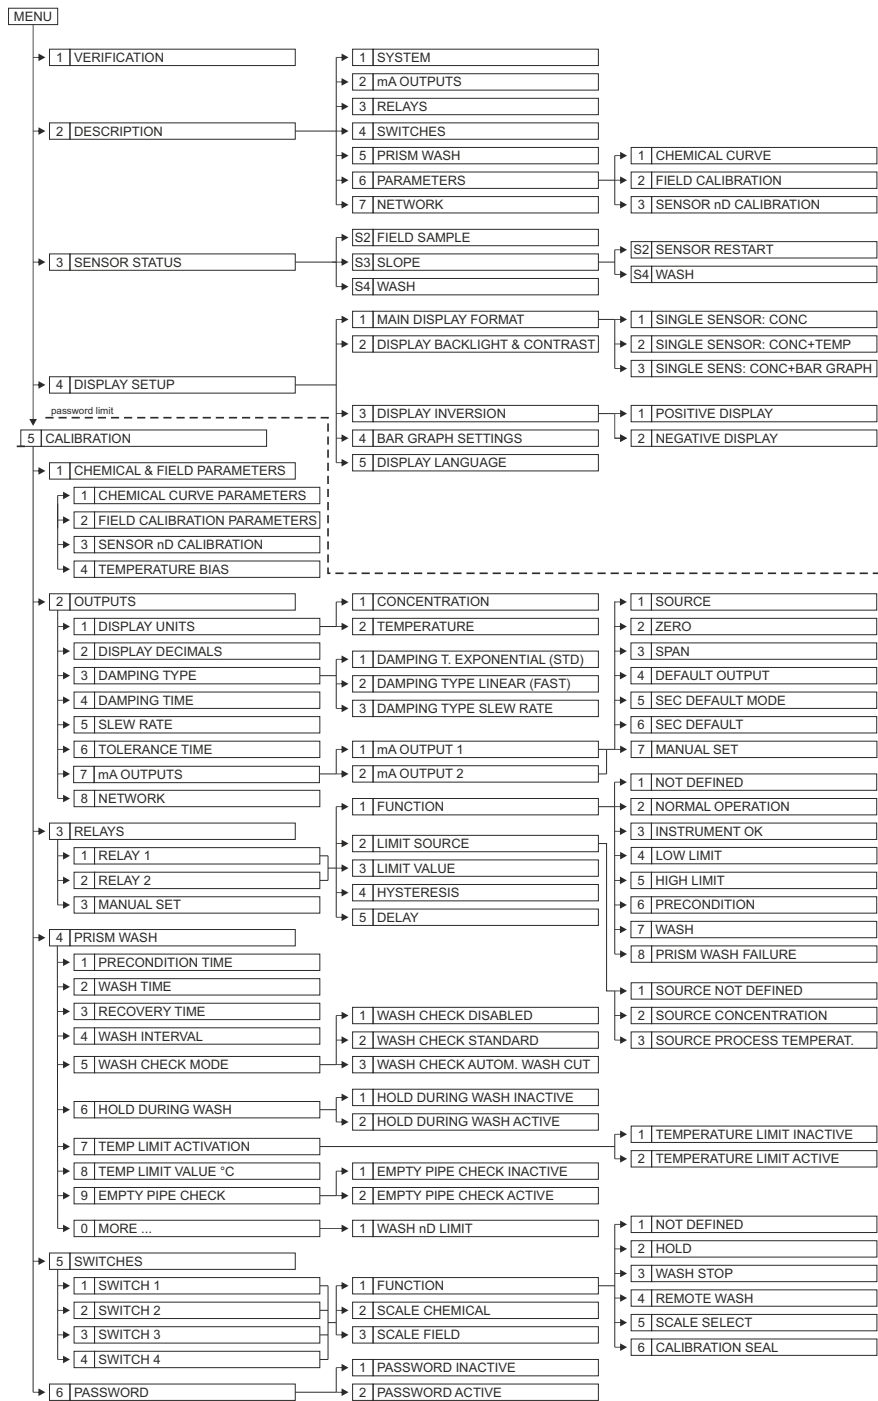 MENU
1 VERIFICATION
2 DESCRIPTION
1 SYSTEM
2 mA OUTPUTS
3 RELAYS
4 SWITCHES
5 PRISM WASH
6 PARAMETERS
7 NETWORK
1 CHEMICAL CURVE
2 FIELD CALIBRATION
3 SENSOR nD CALIBRATION
3 SENSOR STATUS
S2 FIELD SAMPLE
S3 SLOPE
S4 WASH
S2 SENSOR RESTART
S4 WASH
4 DISPLAY SETUP
1 MAIN DISPLAY FORMAT
2 DISPLAY BACKLIGHT & CONTRAST
1 SINGLE SENSOR: CONC
2 SINGLE SENSOR: CONC+TEMP
3 SINGLE SENS: CONC+BAR GRAPH
3 DISPLAY INVERSION
4 BAR GRAPH SETTINGS
5 DISPLAY LANGUAGE
1 POSITIVE DISPLAY
2 NEGATIVE DISPLAY
password limit
5 CALIBRATION
1 CHEMICAL & FIELD PARAMETERS
1 CHEMICAL CURVE PARAMETERS
2 FIELD CALIBRATION PARAMETERS
3 SENSOR nD CALIBRATION
4 TEMPERATURE BIAS
2 OUTPUTS
1 DISPLAY UNITS
2 DISPLAY DECIMALS
3 DAMPING TYPE
4 DAMPING TIME
5 SLEW RATE
6 TOLERANCE TIME
7 mA OUTPUTS
8 NETWORK
1 CONCENTRATION
2 TEMPERATURE
1 DAMPING T. EXPONENTIAL (STD)
2 DAMPING TYPE LINEAR (FAST)
3 DAMPING TYPE SLEW RATE
1 mA OUTPUT 1
2 mA OUTPUT 2
1 SOURCE
2 ZERO
3 SPAN
4 DEFAULT OUTPUT
5 SEC DEFAULT MODE
6 SEC DEFAULT
7 MANUAL SET
3 RELAYS
1 RELAY 1
2 RELAY 2
3 MANUAL SET
1 FUNCTION
2 LIMIT SOURCE
3 LIMIT VALUE
4 HYSTERESIS
5 DELAY
1 NOT DEFINED
2 NORMAL OPERATION
3 INSTRUMENT OK
4 LOW LIMIT
5 HIGH LIMIT
6 PRECONDITION
7 WASH
8 PRISM WASH FAILURE
1 SOURCE NOT DEFINED
2 SOURCE CONCENTRATION
3 SOURCE PROCESS TEMPERAT.
4 PRISM WASH
1 PRECONDITION TIME
2 WASH TIME
3 RECOVERY TIME
4 WASH INTERVAL
5 WASH CHECK MODE
1 WASH CHECK DISABLED
2 WASH CHECK STANDARD
3 WASH CHECK AUTOM. WASH CUT
6 HOLD DURING WASH
1 HOLD DURING WASH INACTIVE
2 HOLD DURING WASH ACTIVE
7 TEMP LIMIT ACTIVATION
1 TEMPERATURE LIMIT INACTIVE
2 TEMPERATURE LIMIT ACTIVE
8 TEMP LIMIT VALUE °C
9 EMPTY PIPE CHECK
1 EMPTY PIPE CHECK INACTIVE
2 EMPTY PIPE CHECK ACTIVE
0 MORE ...
1 WASH nD LIMIT
5 SWITCHES
1 SWITCH 1
2 SWITCH 2
3 SWITCH 3
4 SWITCH 4
1 FUNCTION
2 SCALE CHEMICAL
3 SCALE FIELD
1 NOT DEFINED
2 HOLD
3 WASH STOP
4 REMOTE WASH
5 SCALE SELECT
6 CALIBRATION SEAL
6 PASSWORD
1 PASSWORD INACTIVE
2 PASSWORD ACTIVE